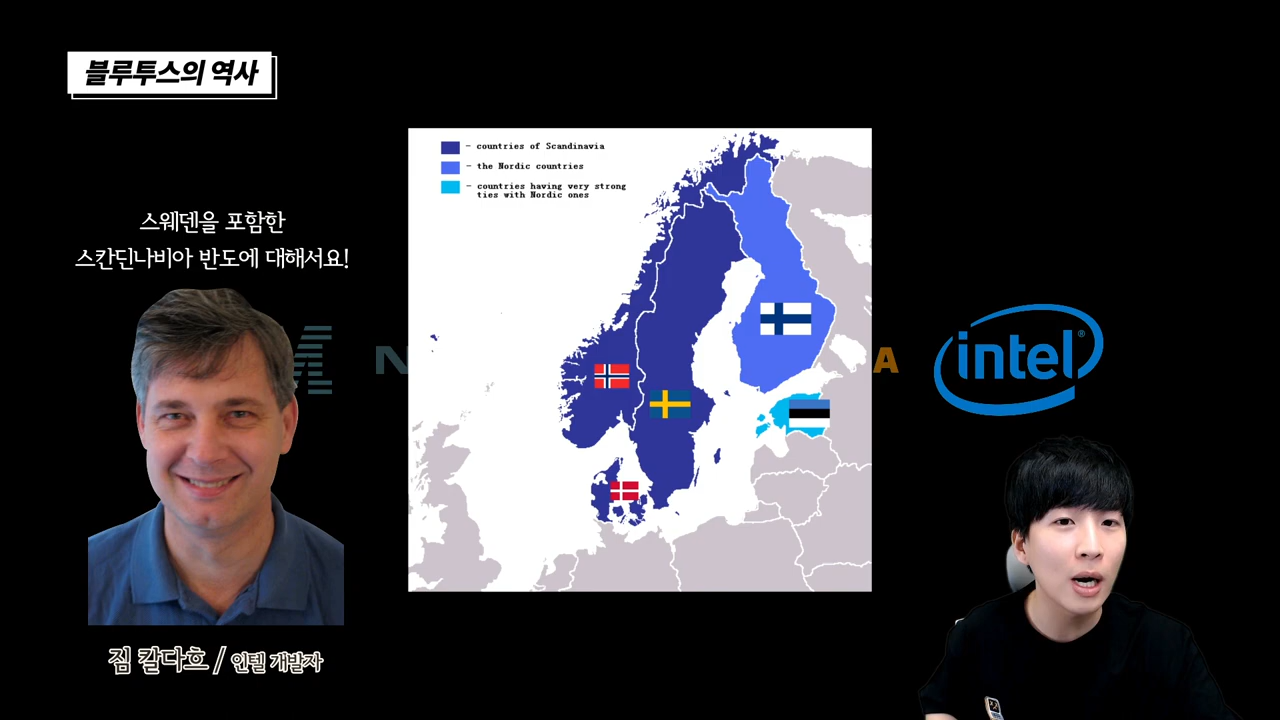 블루투스의 역사
- countries of Scandinavia
- the Nordic countries
- countries having very strong
ties with Nordic ones
스웨덴을 포함한
스칸딘나비아 반도에 대해서요!
N
A
intel®
짐 칼다흐 / 인텔 개발자